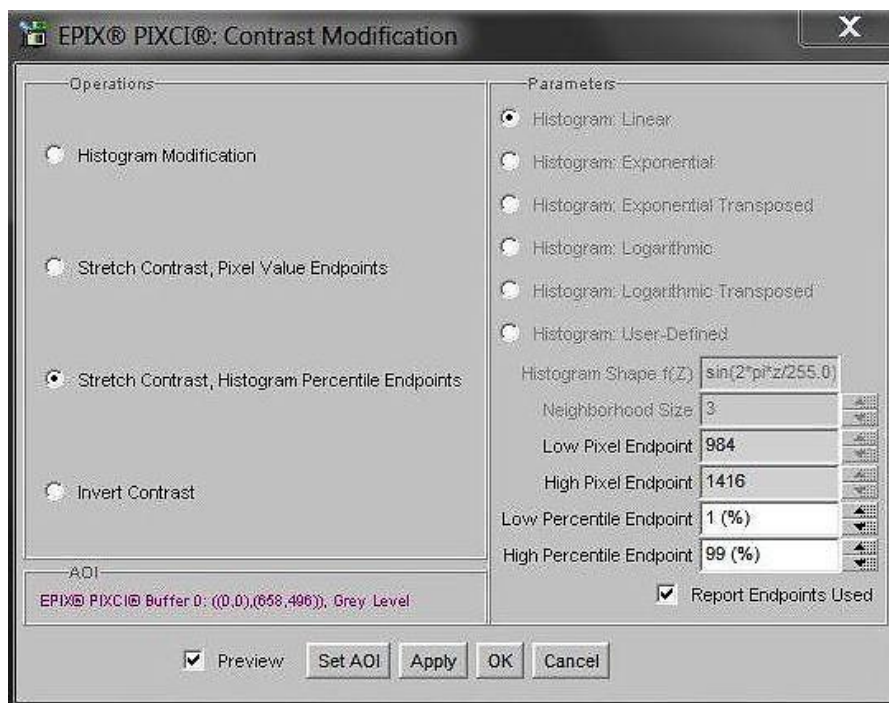 EPIX® PIXCI®: Contrast Modification
X
Operations
Histogram Modification
Stretch Contrast, Pixel Value Endpoints
Stretch Contrast, Histogram Percentile Endpoints
Invert Contrast
AOI
EPIX® PIXCI® Buffer 0: ((0,0),(658,496)), Grey Level
Parameters
Histogram: Linear
Histogram: Exponential
Histogram: Exponential Transposed
Histogram: Logarithmic
Histogram: Logarithmic Transposed
Histogram: User-Defined
Histogram Shape f(Z) sin(2*pi*z/255.0)
Neighborhood Size 3
Low Pixel Endpoint 984
High Pixel Endpoint 1416
Low Percentile Endpoint 1 (%)
High Percentile Endpoint 99 (%)
Report Endpoints Used
Preview Set AOI Apply OK Cancel